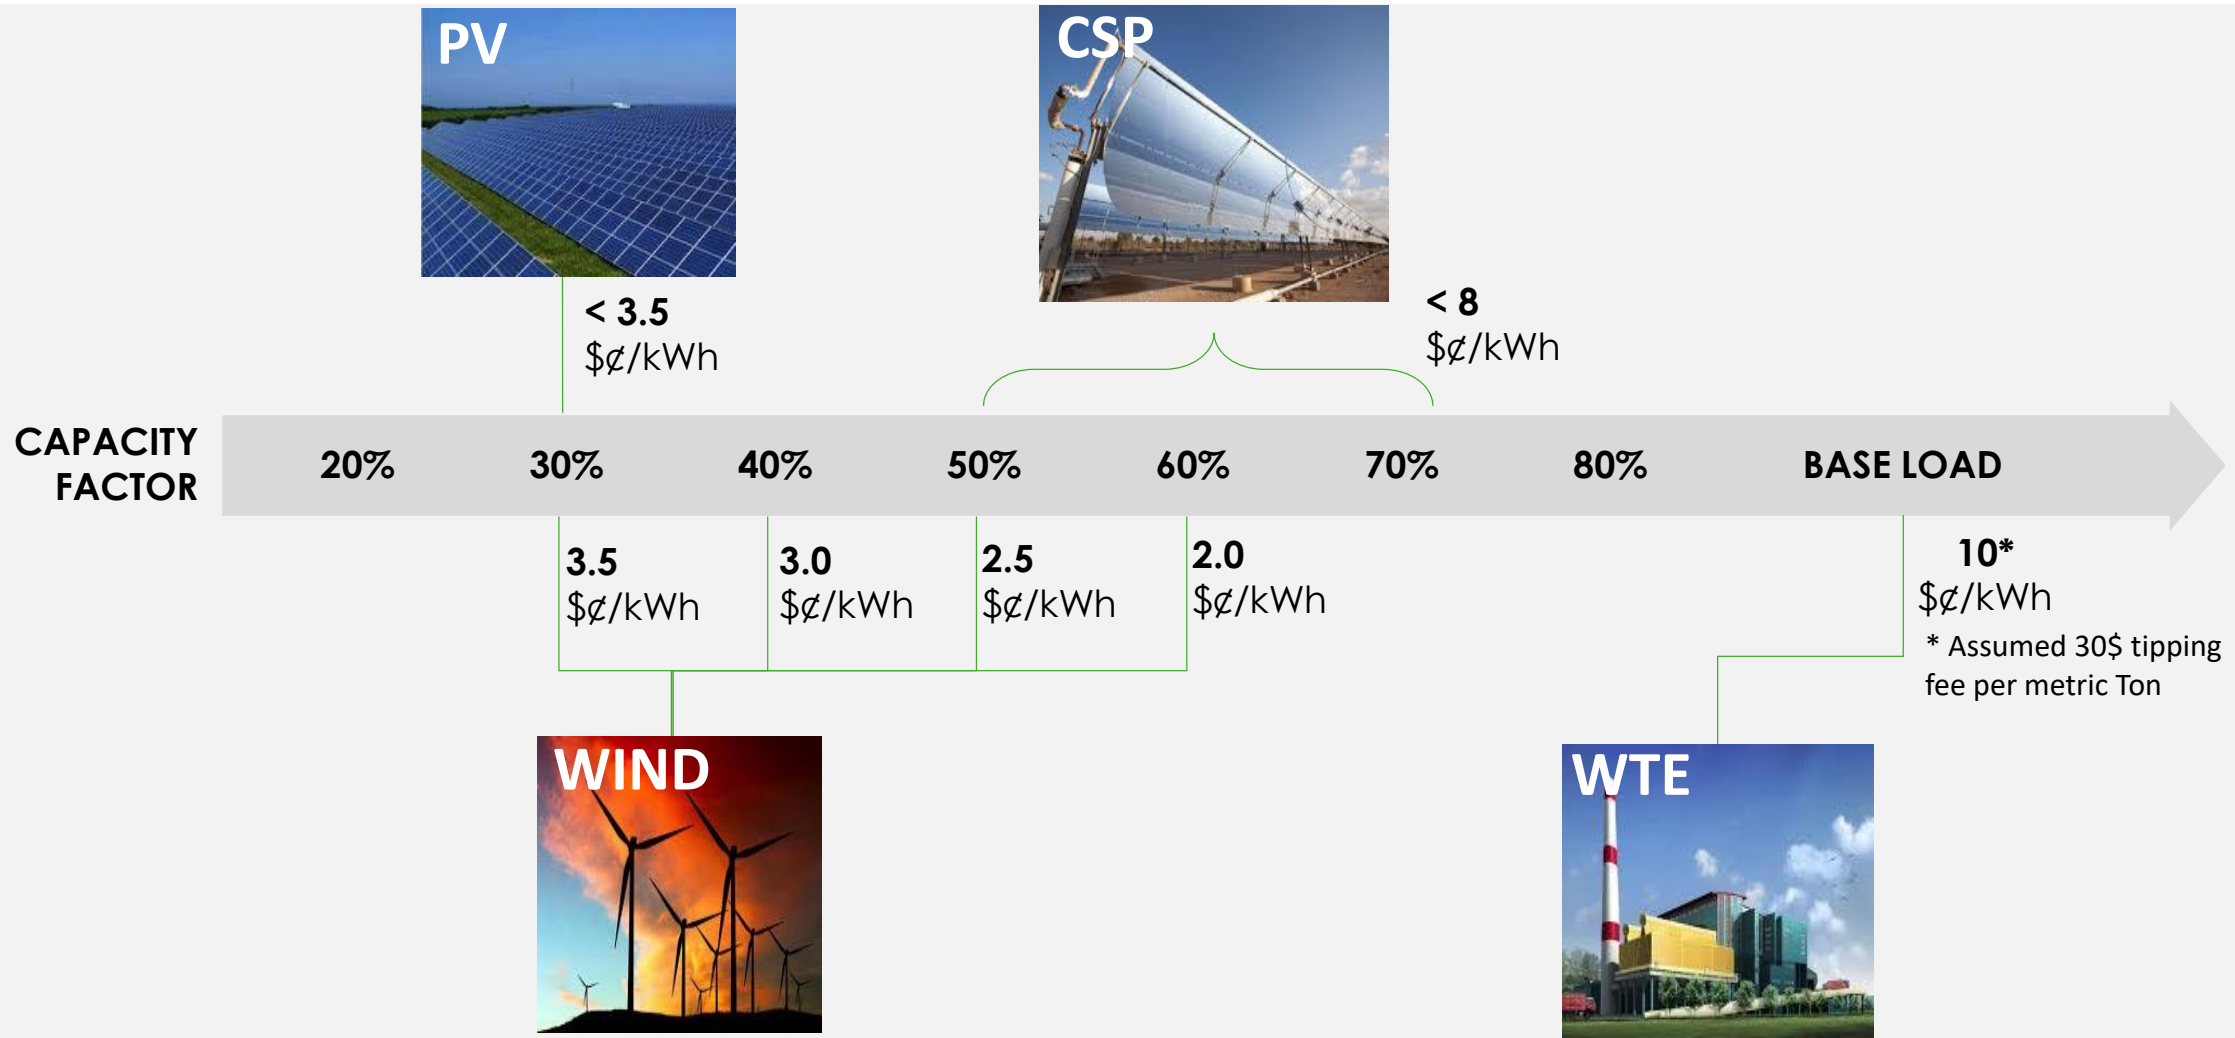 PV
CSP
< 3.5
$¢/kWh
< 8
$¢/kWh
CAPACITY
FACTOR
20%
30%
40%
50%
60%
70%
80%
BASE LOAD
3.5
$¢/kWh
3.0
$¢/kWh
2.5
$¢/kWh
2.0
$¢/kWh
10*
$¢/kWh
* Assumed 30$ tipping
fee per metric Ton
WIND
WTE